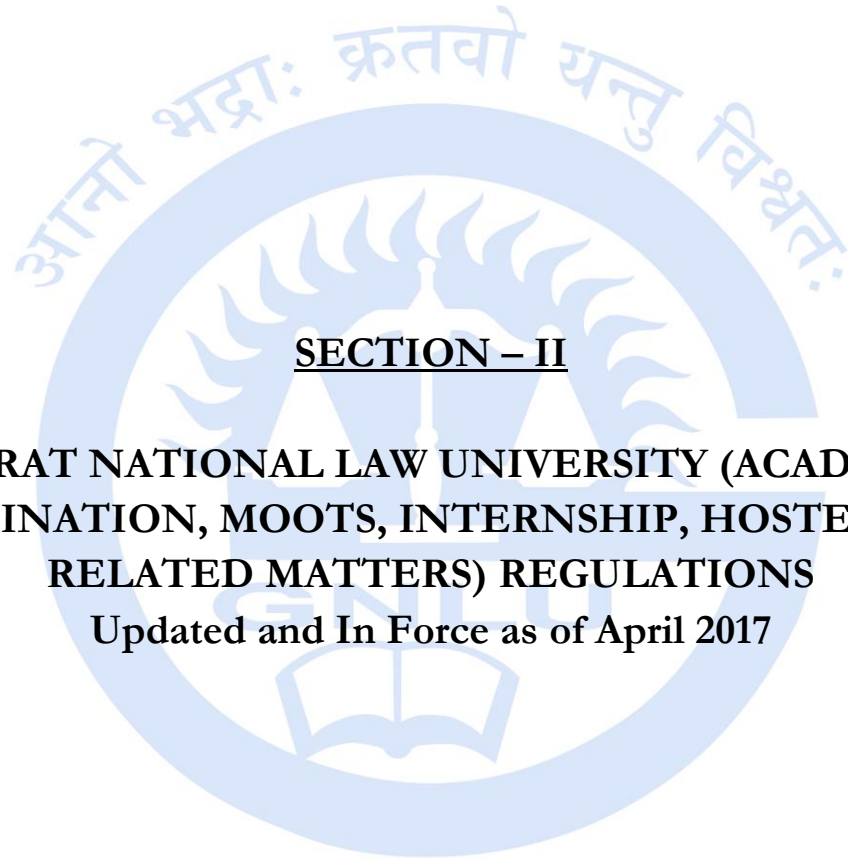 आनो भद्राः क्रतवो यन्तु विश्वतः
SECTION – II
RAT NATIONAL LAW UNIVERSITY (ACAD
INATION, MOOTS, INTERNSHIP, HOSTE
RELATED MATTERS) REGULATIONS
GNLU
Updated and In Force as of April 2017